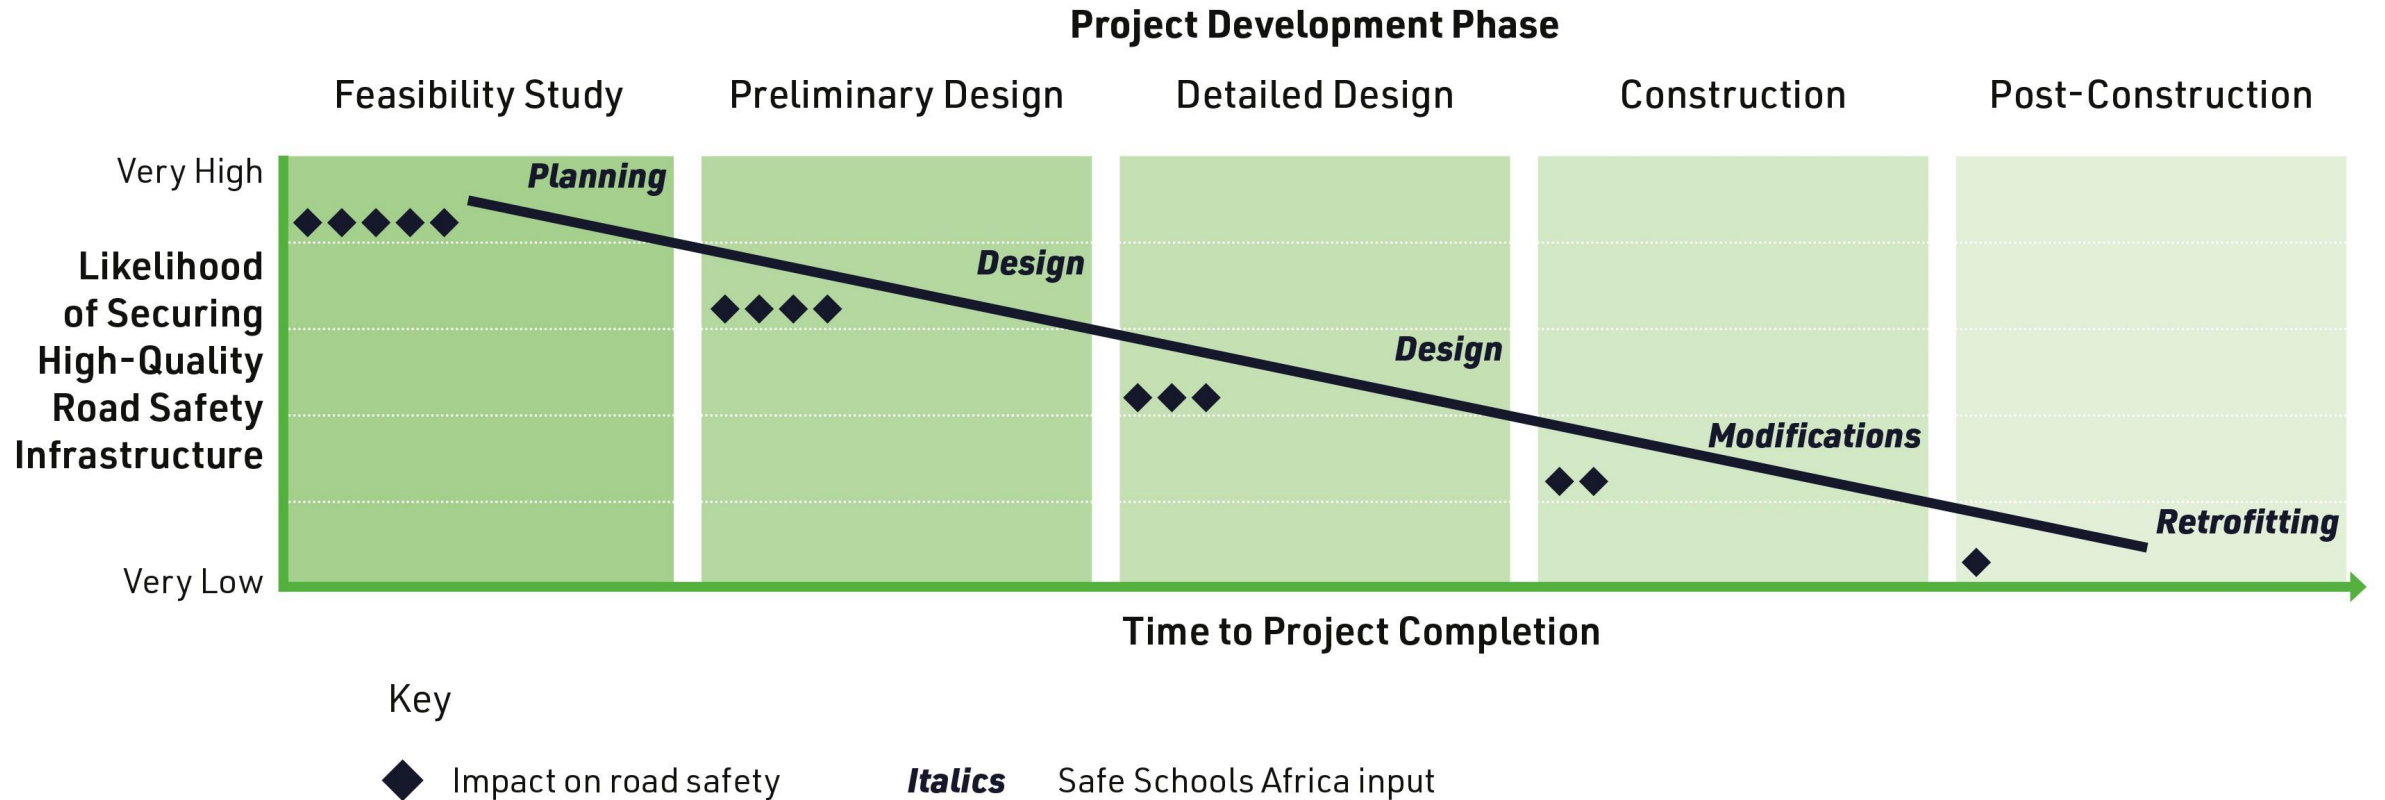 Project Development Phase
Feasibility Study
Preliminary Design
Detailed Design
Construction
Post-Construction
Very High
Likelihood
of Securing
High-Quality
Road Safety
Infrastructure
Very Low
Planning
Design
Design
Modifications
Retrofitting
Time to Project Completion
Key
Impact on road safety
Italics
Safe Schools Africa input